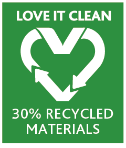 LOVE IT CLEAN
30% RECYCLED
MATERIALS